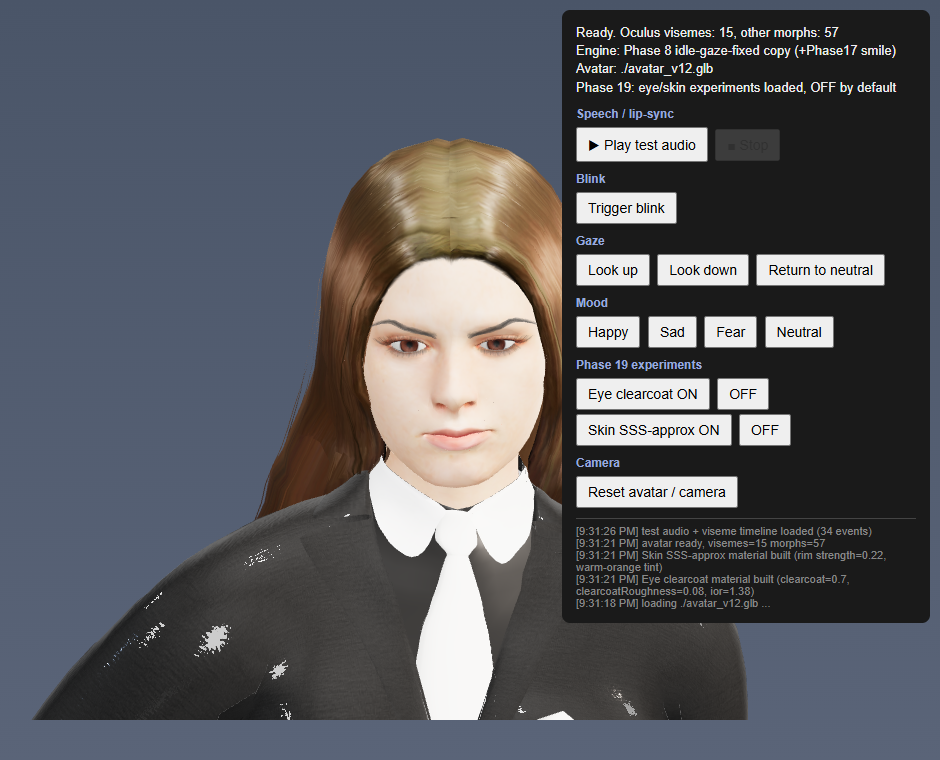 Ready. Oculus visemes: 15, other morphs: 57
Engine: Phase 8 idle-gaze-fixed copy (+Phase17 smile)
Avatar: ./avatar_v12.glb
Phase 19: eye/skin experiments loaded, OFF by default
Speech / lip-sync
▶ Play test audio ■ Stop
Blink
Trigger blink
Gaze
Look up Look down Return to neutral
Mood
Happy Sad Fear Neutral
Phase 19 experiments
Eye clearcoat ON OFF
Skin SSS-approx ON OFF
Camera
Reset avatar / camera
[9:31:26 PM] test audio + viseme timeline loaded (34 events)
[9:31:21 PM] avatar ready, visemes=15 morphs=57
[9:31:21 PM] Skin SSS-approx material built (rim strength=0.22,
warm-orange tint)
[9:31:21 PM] Eye clearcoat material built (clearcoat=0.7,
clearcoatRoughness=0.08, ior=1.38)
[9:31:18 PM] loading ./avatar_v12.glb ...